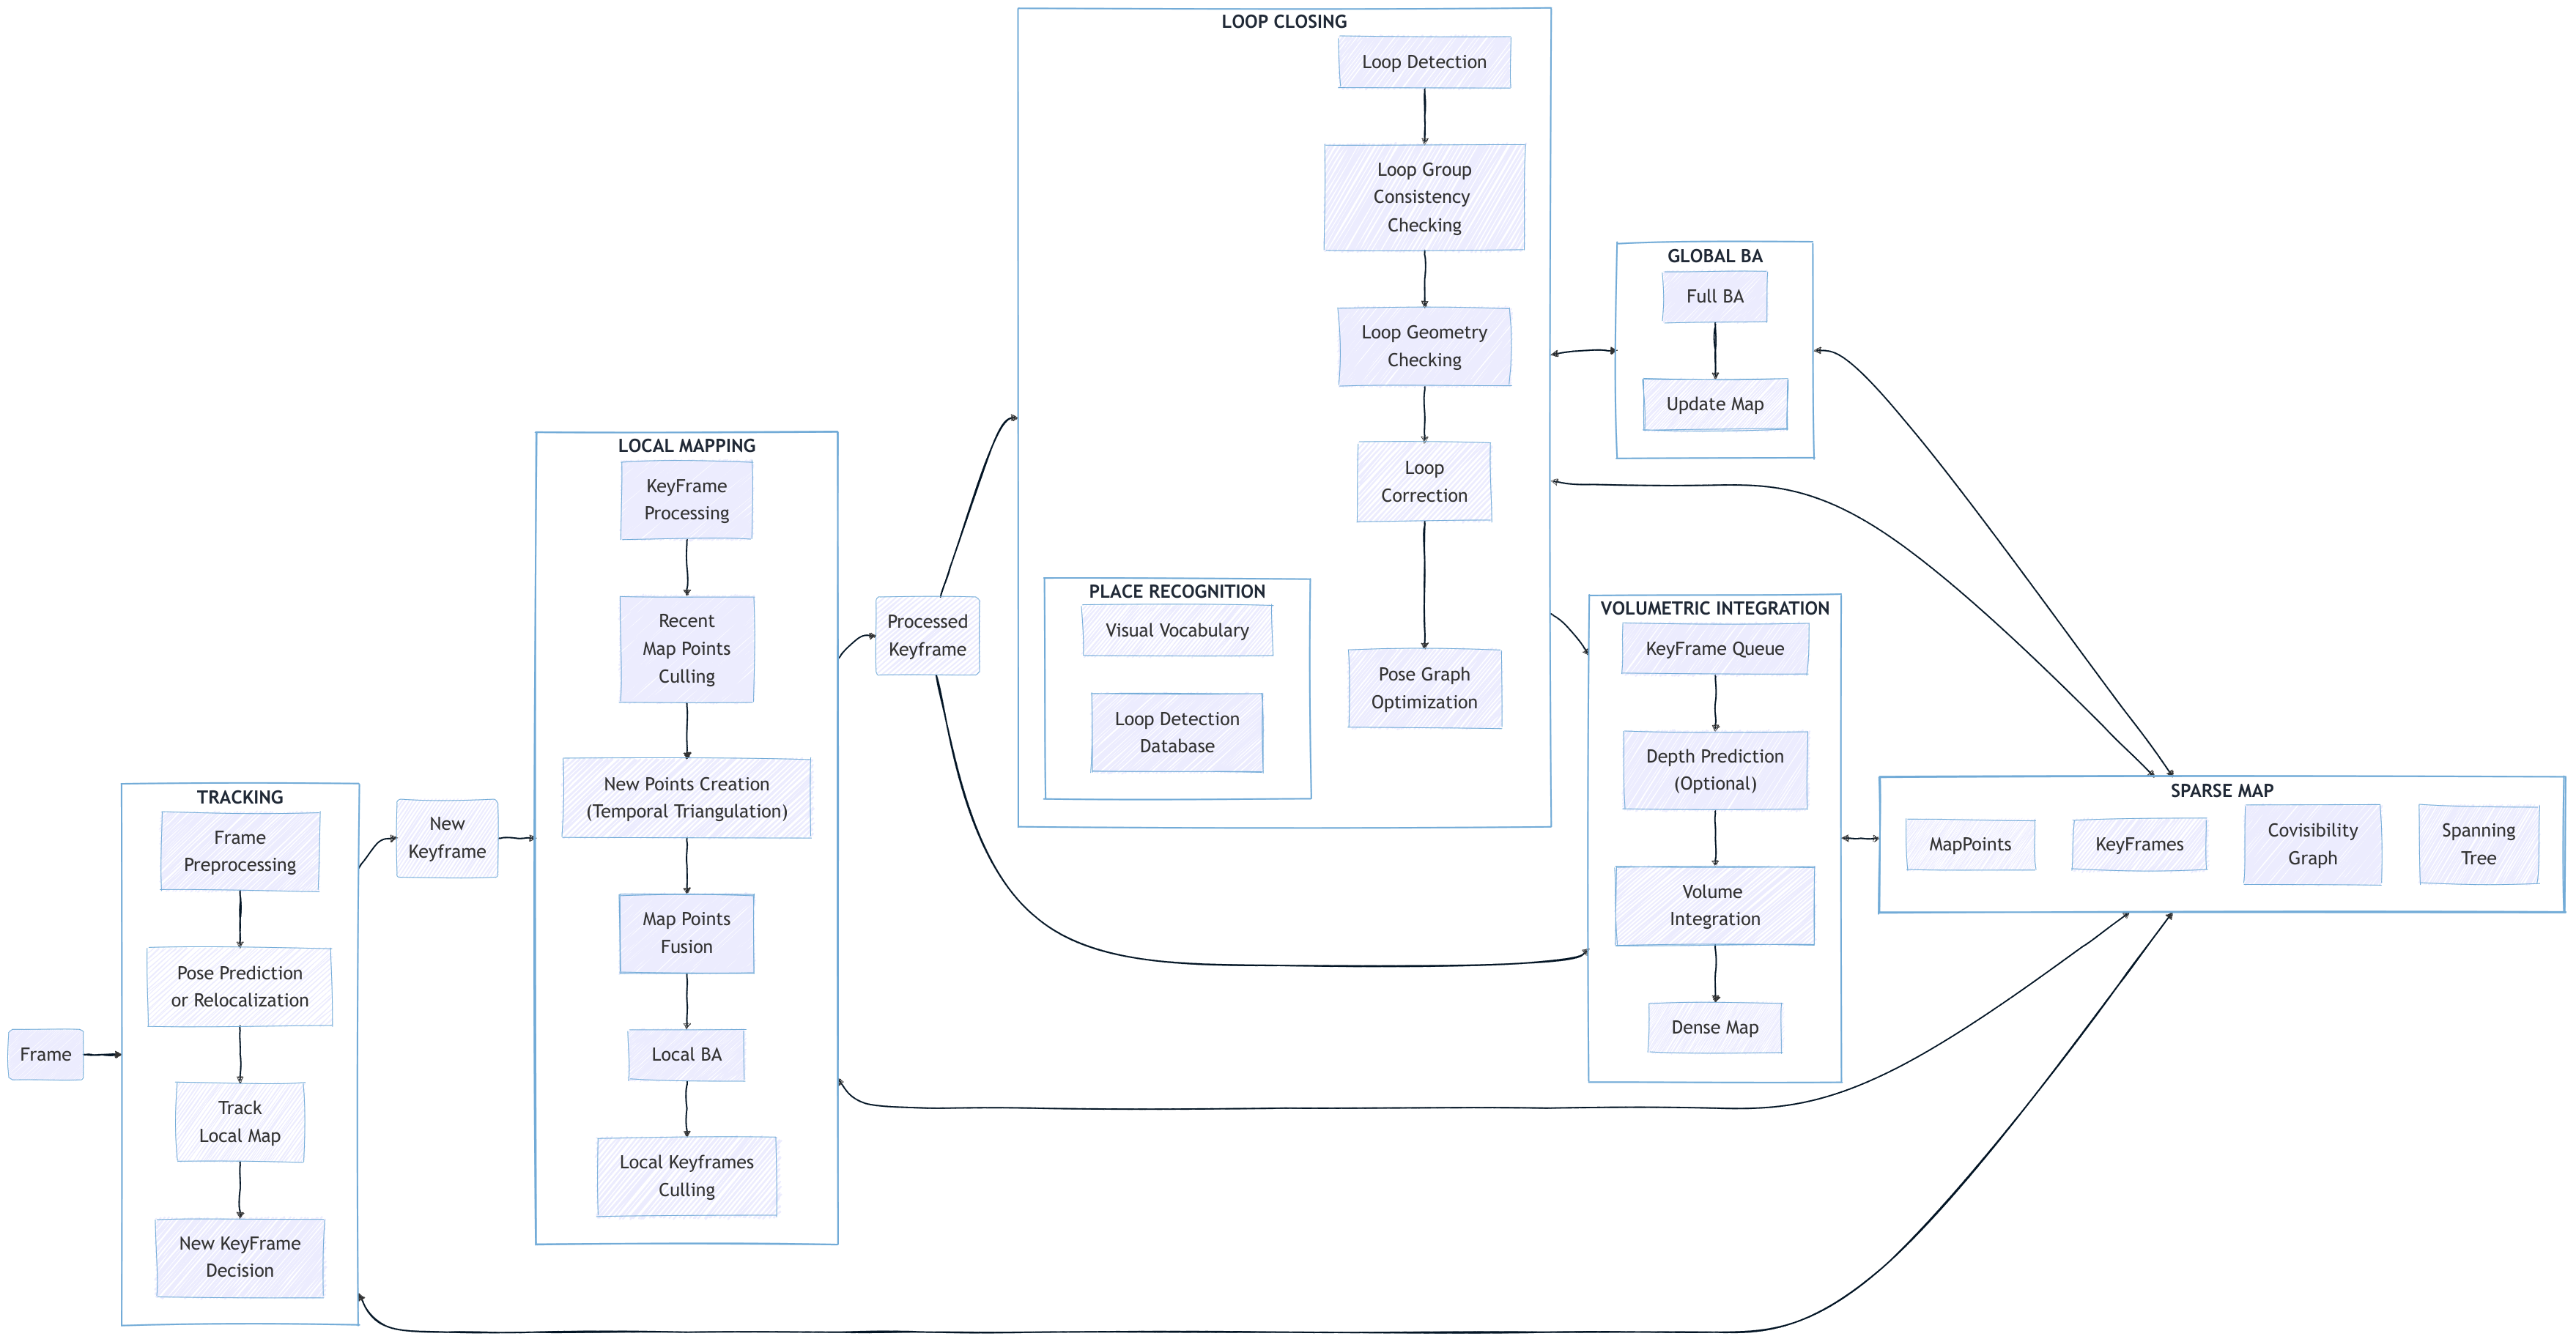 LOOP CLOSING
Loop Detection
Loop Group
Consistency
Checking
Loop Geometry
Checking
Loop
Correction
Pose Graph
Optimization
PLACE RECOGNITION
Visual Vocabulary
Loop Detection
Database
GLOBAL BA
Full BA
Update Map
LOCAL MAPPING
KeyFrame
Processing
Recent
Map Points
Culling
New Points Creation
(Temporal Triangulation)
Map Points
Fusion
Local BA
Local Keyframes
Culling
Processed
Keyframe
VOLUMETRIC INTEGRATION
KeyFrame Queue
Depth Prediction
(Optional)
Volume
Integration
Dense Map
SPARSE MAP
MapPoints
KeyFrames
Covisibility
Graph
Spanning
Tree
TRACKING
Frame
Preprocessing
Pose Prediction
or Relocalization
Track
Local Map
New KeyFrame
Decision
New
Keyframe
Frame